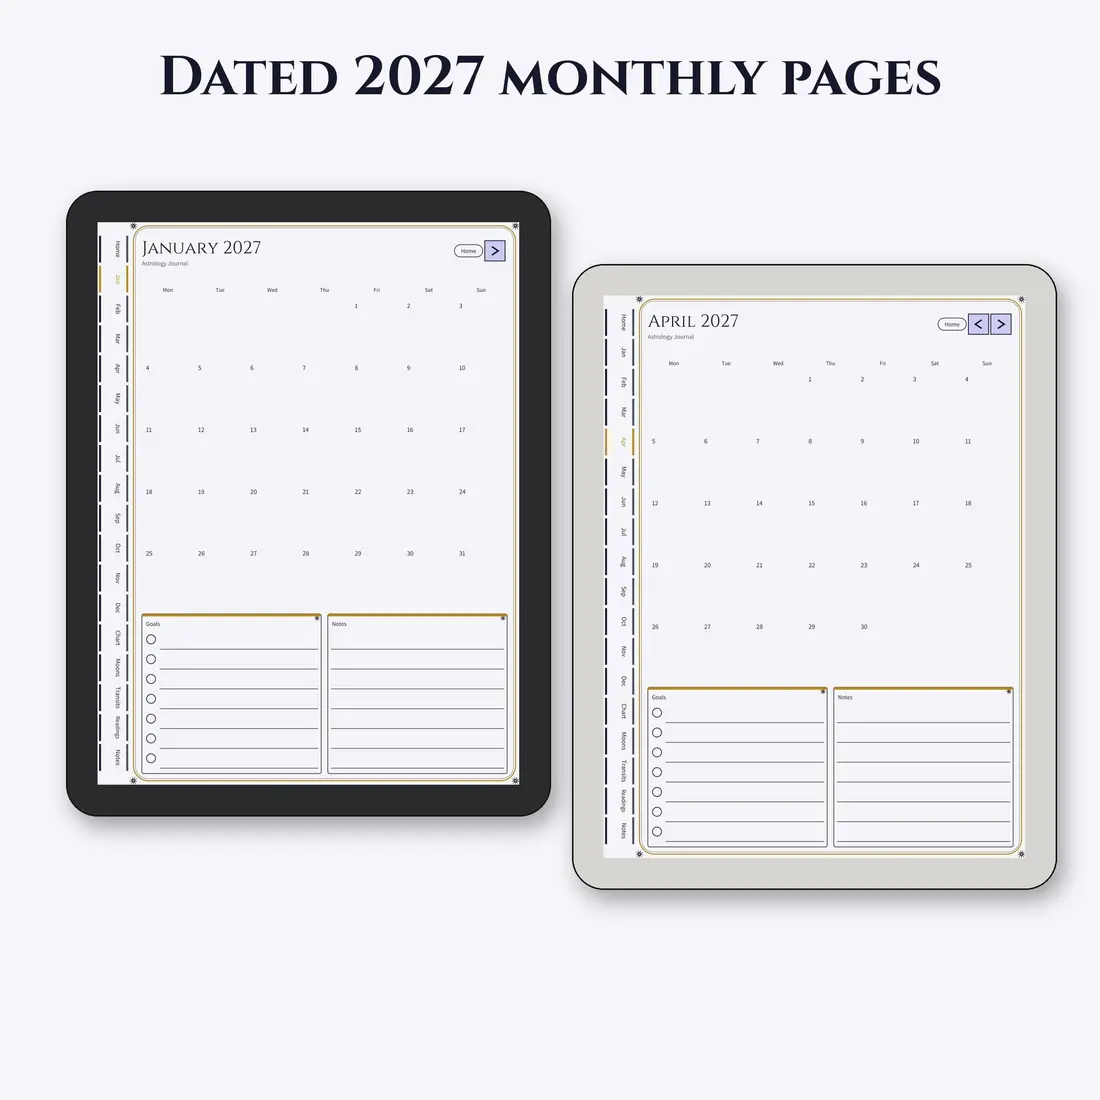 Dated 2027 monthly pages
January 2027
Home
>
Astrology Journal
Mon Tue Wed Thu Fri Sat Sun
1 2 3
4 5 6 7 8 9 10
11 12 13 14 15 16 17
18 19 20 21 22 23 24
25 26 27 28 29 30 31
Goals
Notes
Home
Jan
Feb
Mar
Apr
May
Jun
Jul
Aug
Sep
Oct
Nov
Dec
Chart
Moons
Transits
Readings
Notes
April 2027
Home
< >
Astrology Journal
Mon Tue Wed Thu Fri Sat Sun
1 2 3 4
5 6 7 8 9 10 11
12 13 14 15 16 17 18
19 20 21 22 23 24 25
26 27 28 29 30
Goals
Notes
Home
Jan
Feb
Mar
Apr
May
Jun
Jul
Aug
Sep
Oct
Nov
Dec
Chart
Moons
Transits
Readings
Notes